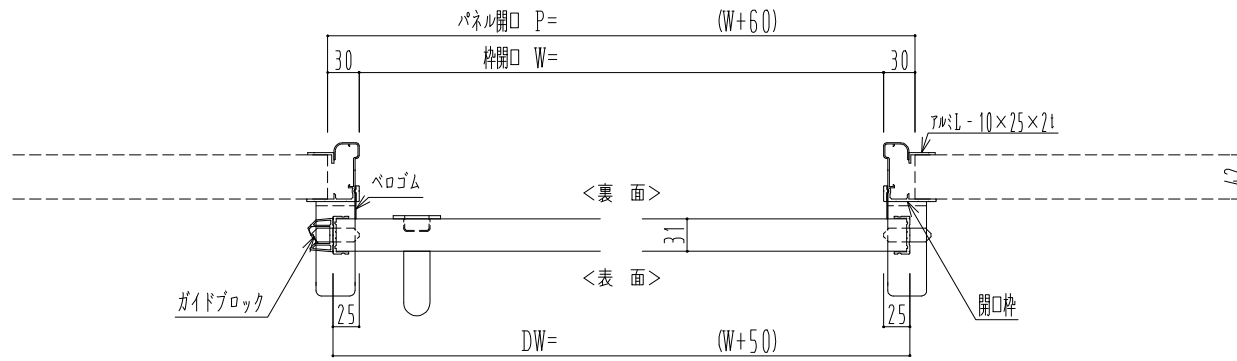 パネル開口 P= (W+60)
30 枠開口 W= 30
アルミL - 10×25×2t
ベロゴム
<裏 面>
42
31
<表 面>
ガイドブロック
開口枠
25 25
DW= (W+50)